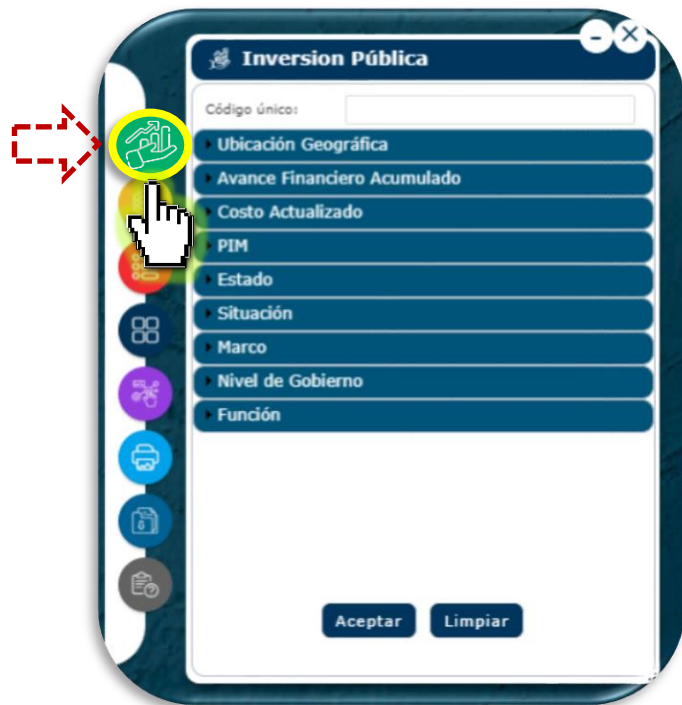 Inversion Pública
Código único:
Ubicación Geográfica
Avance Financiero Acumulado
Costo Actualizado
PIM
Estado
Situación
Marco
Nivel de Gobierno
Función
Aceptar Limpiar